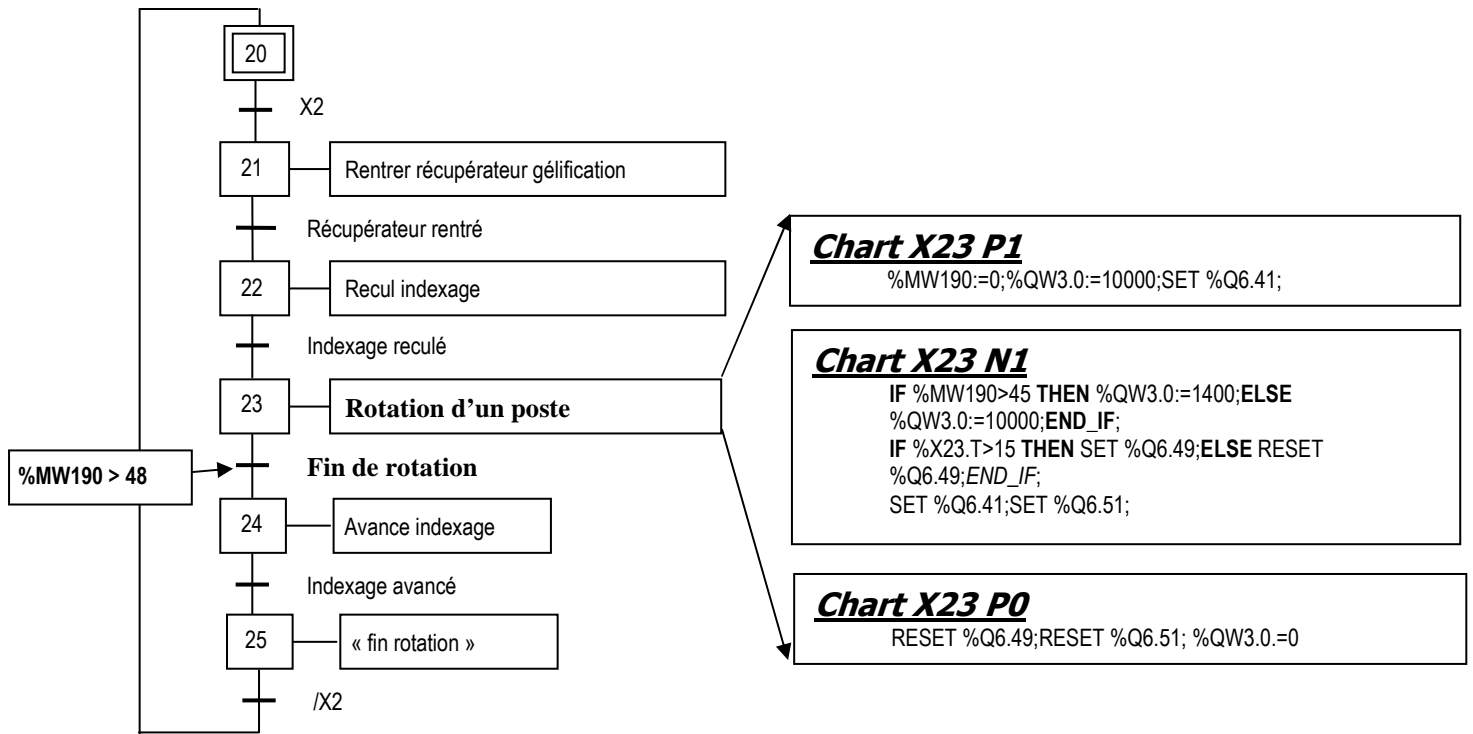 20
X2
21
Rentrer récupérateur gélification
Récupérateur rentré
22
Recul indexage
Indexage reculé
23
Rotation d'un poste
%MW190 > 48
Fin de rotation
24
Avance indexage
Indexage avancé
25
« fin rotation »
/X2
Chart X23 P1
%MW190:=0;%QW3.0:=10000;SET %Q6.41;
Chart X23 N1
IF %MW190>45 THEN %QW3.0:=1400;ELSE
%QW3.0:=10000;END_IF;
IF %X23.T>15 THEN SET %Q6.49;ELSE RESET
%Q6.49;END_IF;
SET %Q6.41;SET %Q6.51;
Chart X23 P0
RESET %Q6.49;RESET %Q6.51; %QW3.0.=0